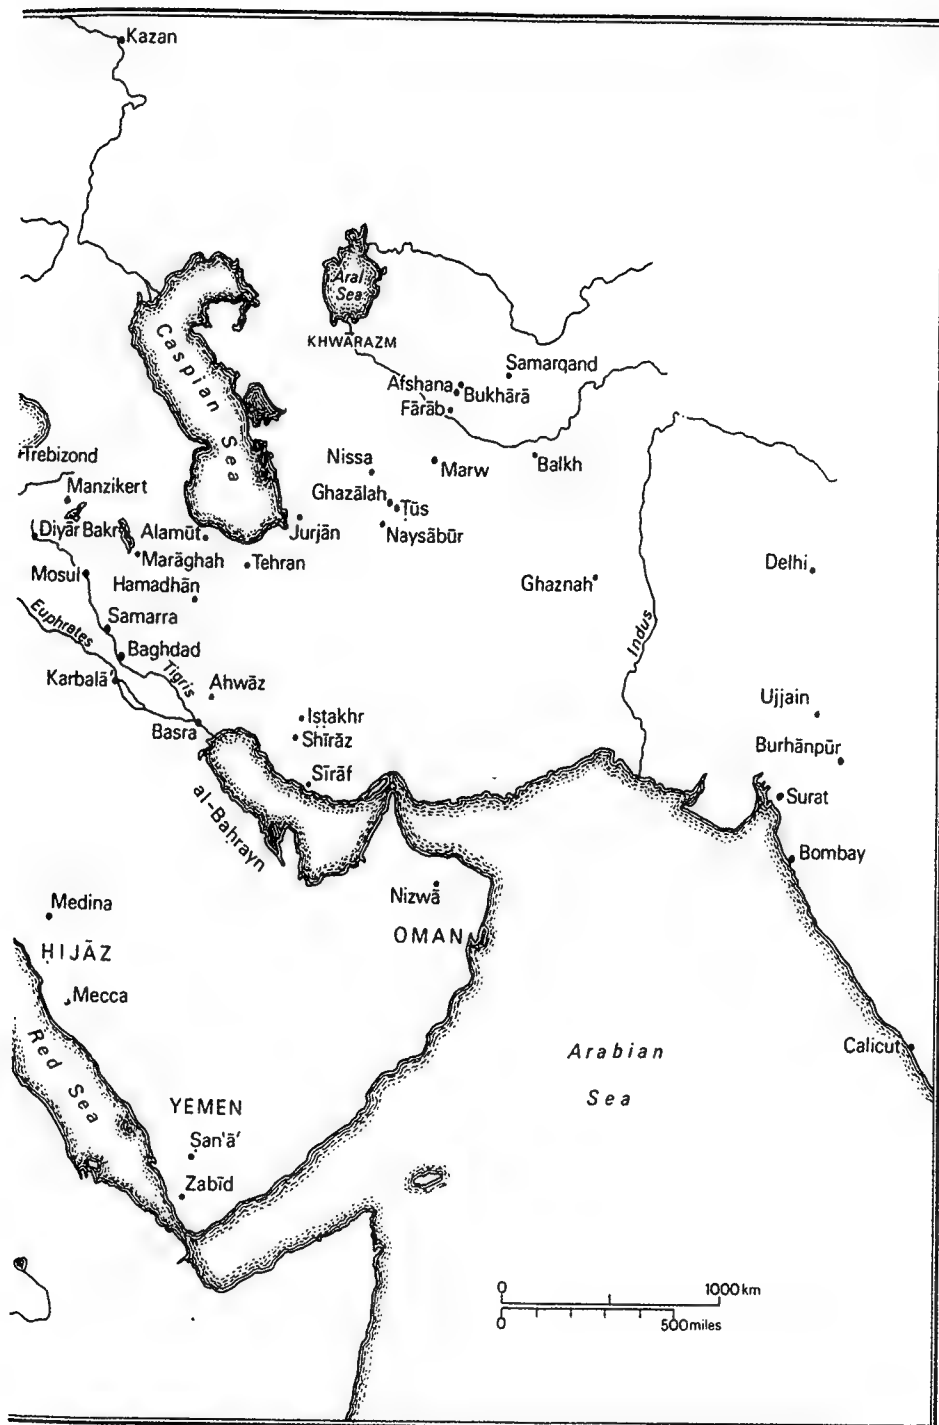 Kazan
Aral
Sea
KHWĀRAZM
Caspian Sea
Samarqand
Afshana
Bukhārā
Fārāb
Trebizond
Nissa
Marw
Balkh
Manzikert
Ghazālah
Ṭūs
Diyār Bakr
Alamūt
Jurjān
Naysābūr
Marāghah
Tehran
Delhi
Mosul
Hamadhān
Ghaznah
Euphrates
Samarra
Indus
Baghdad
Tigris
Karbalā'
Ahwāz
Ujjain
Basra
Iṣṭakhr
Shīrāz
Burhānpūr
Sīrāf
Surat
al-Bahrayn
Bombay
Medina
Nizwā
HIJĀZ
OMAN
Mecca
Red Sea
Arabian
Sea
Calicut
YEMEN
Ṣan'ā'
Zabīd
0 1000 km
0 500 miles